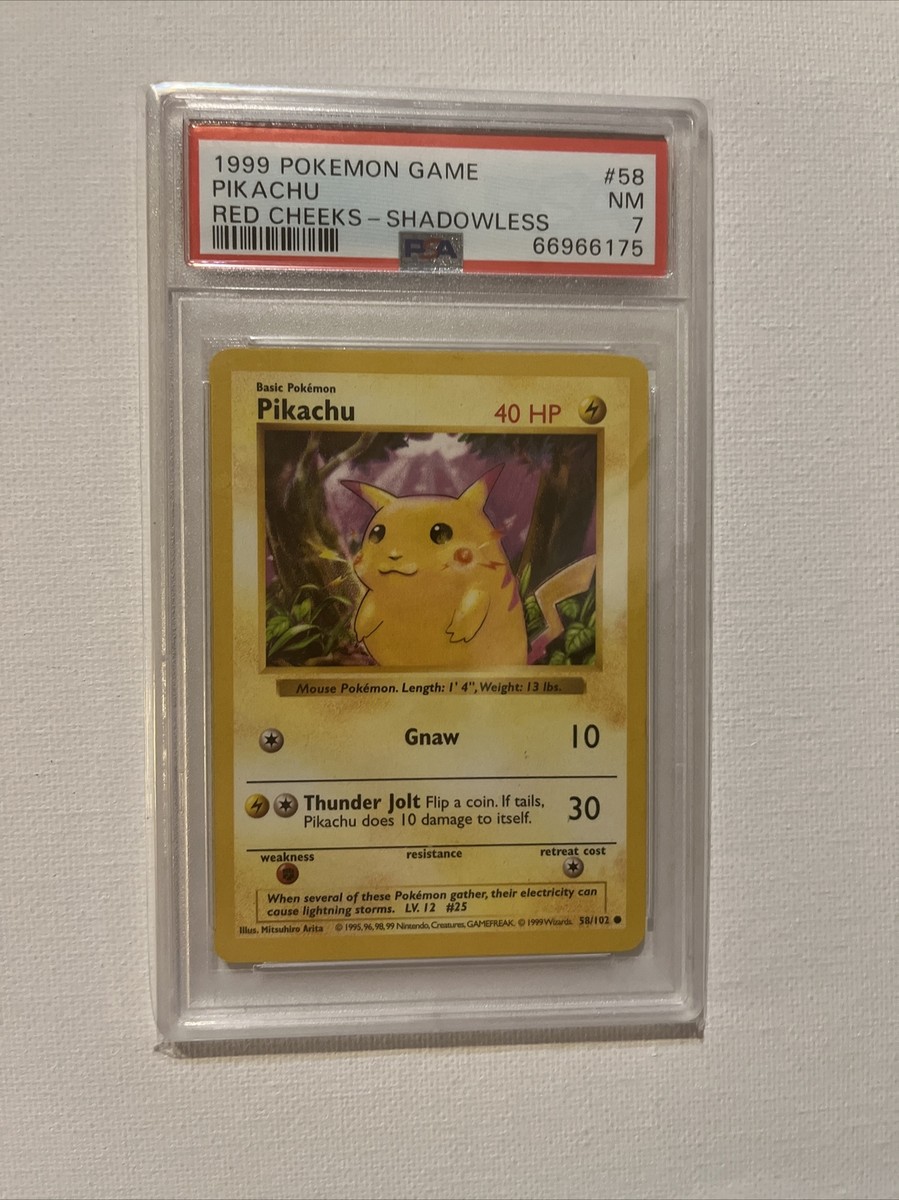 1999 POKEMON GAME #58
PIKACHU NM
RED CHEEKS – SHADOWLESS 7
PSA 66966175
Basic Pokémon
Pikachu 40 HP
Mouse Pokémon. Length: 1' 4", Weight: 13 lbs.
Gnaw 10
Thunder Jolt Flip a coin. If tails,
Pikachu does 10 damage to itself. 30
weakness resistance retreat cost
When several of these Pokémon gather, their electricity can
cause lightning storms. LV. 12 #25
Illus. Mitsuhiro Arita © 1995, 96, 98, 99 Nintendo, Creatures, GAMEFREAK. © 1999 Wizards. 58/102